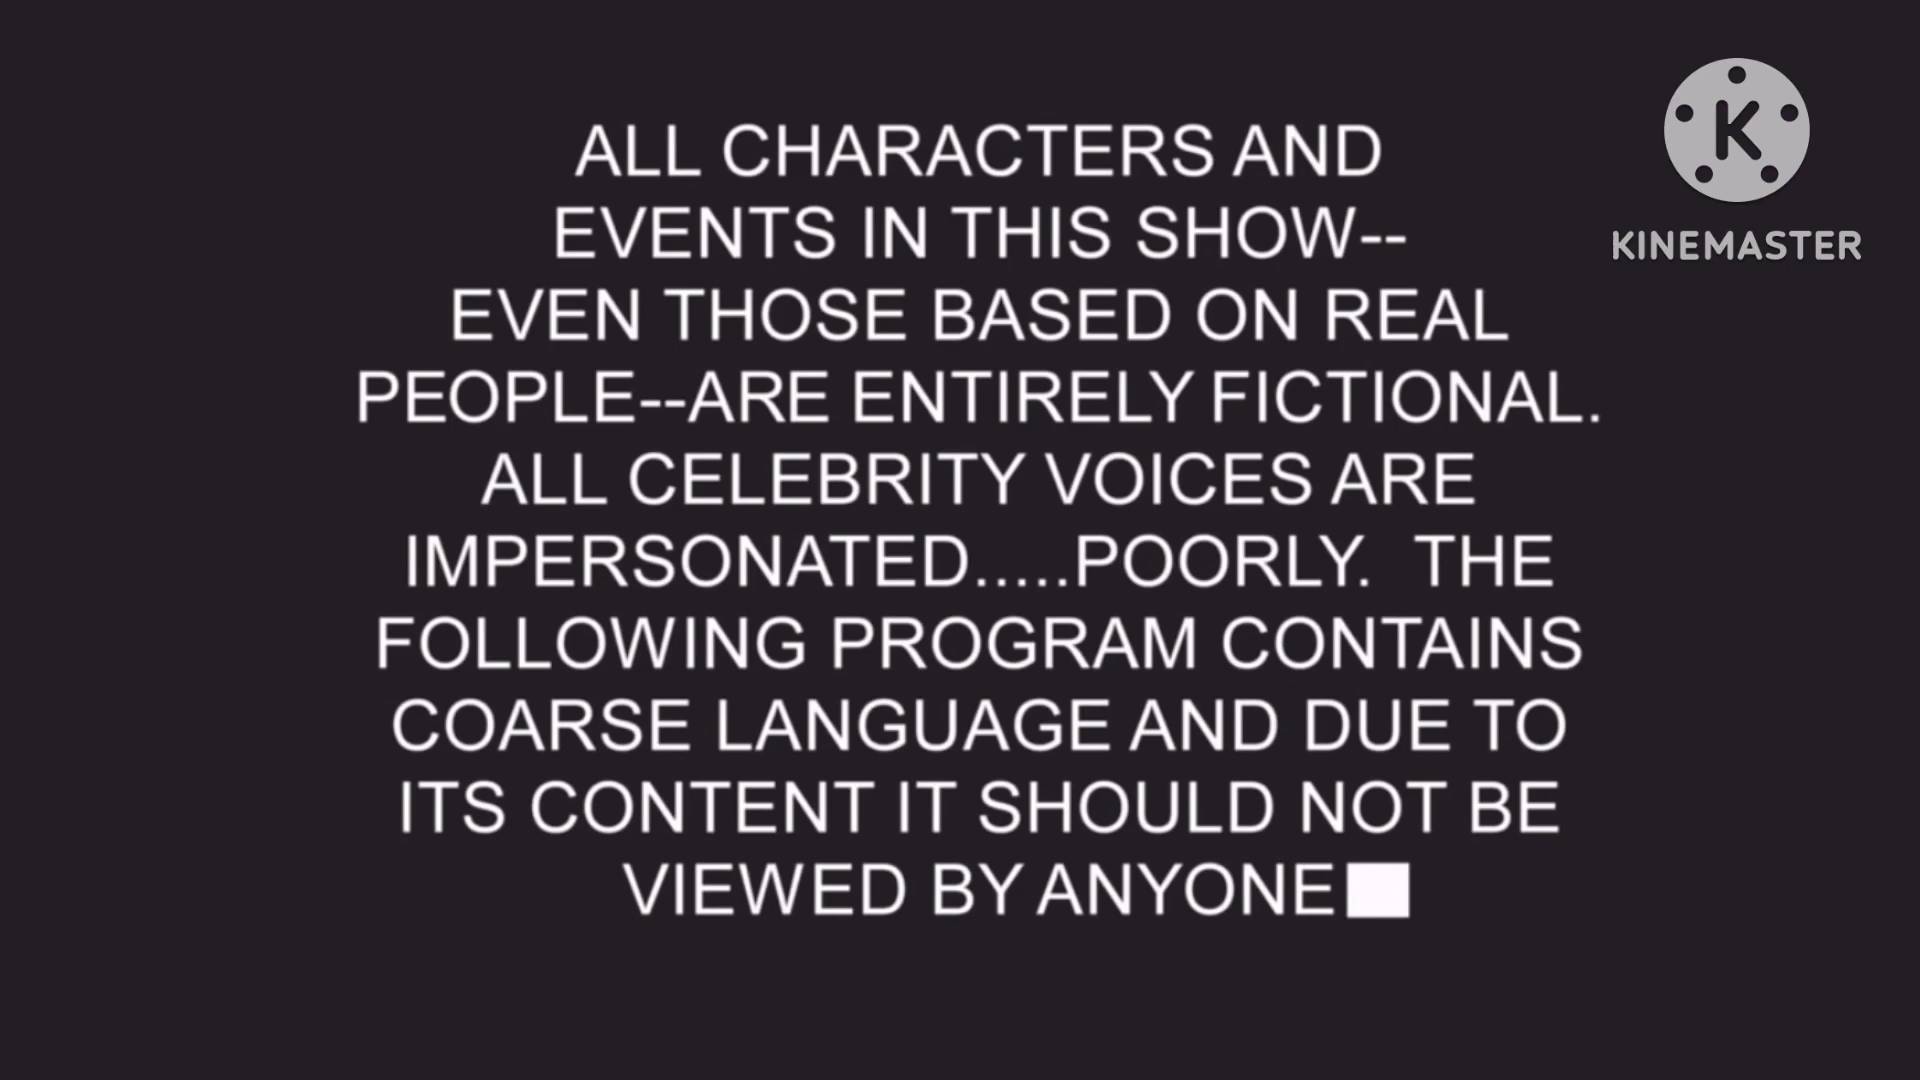 ALL CHARACTERS AND
EVENTS IN THIS SHOW--
EVEN THOSE BASED ON REAL
PEOPLE--ARE ENTIRELY FICTIONAL.
ALL CELEBRITY VOICES ARE
IMPERSONATED.....POORLY.  THE
FOLLOWING PROGRAM CONTAINS
COARSE LANGUAGE AND DUE TO
ITS CONTENT IT SHOULD NOT BE
VIEWED BY ANYONE
K
KINEMASTER